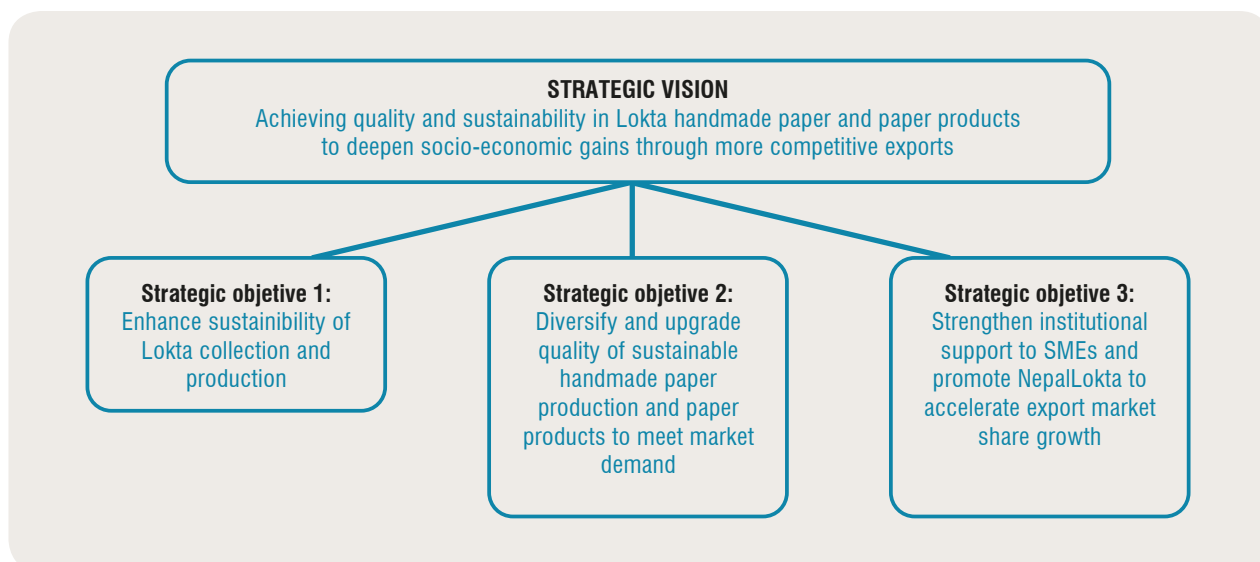 STRATEGIC VISION
Achieving quality and sustainability in Lokta handmade paper and paper products
to deepen socio-economic gains through more competitive exports
Strategic objetive 1:
Enhance sustainibility of
Lokta collection and
production
Strategic objetive 2:
Diversify and upgrade
quality of sustainable
handmade paper
production and paper
products to meet market
demand
Strategic objetive 3:
Strengthen institutional
support to SMEs and
promote NepalLokta to
accelerate export market
share growth